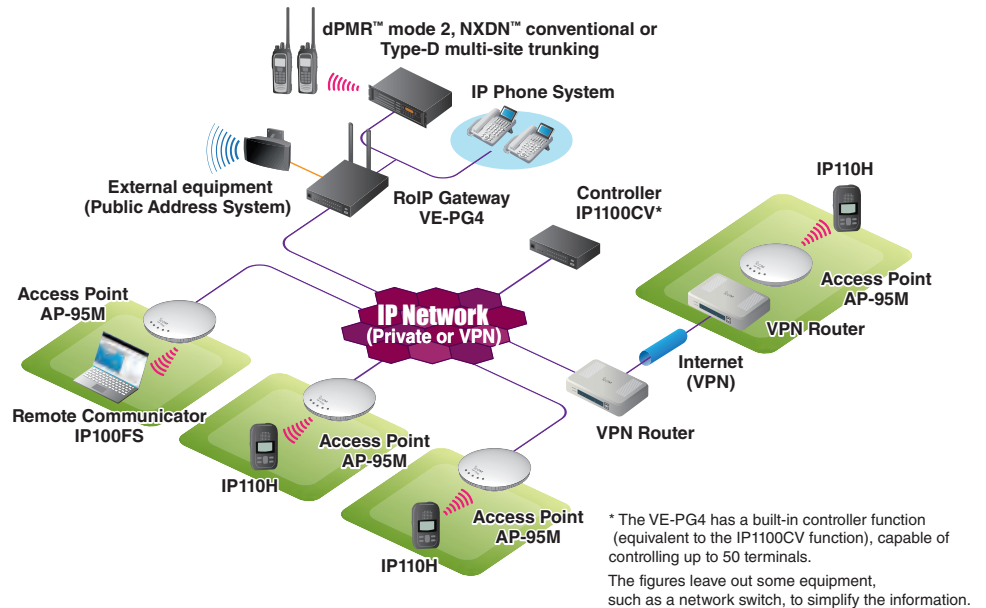 dPMR™ mode 2, NXDN™ conventional or
Type-D multi-site trunking
IP Phone System
External equipment
(Public Address System)
RoIP Gateway
VE-PG4
Controller
IP1100CV*
IP110H
Access Point
AP-95M
VPN Router
Internet
(VPN)
VPN Router
IP Network
(Private or VPN)
Access Point
AP-95M
Remote Communicator
IP100FS
Access Point
AP-95M
IP110H
Access Point
AP-95M
IP110H
* The VE-PG4 has a built-in controller function
(equivalent to the IP1100CV function), capable of
controlling up to 50 terminals.
The figures leave out some equipment,
such as a network switch, to simplify the information.